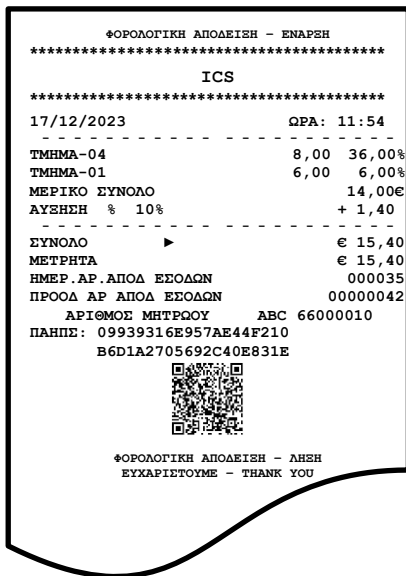 ΦΟΡΟΛΟΓΙΚΗ ΑΠΟΔΕΙΞΗ – ΕΝΑΡΞΗ
****************************************
ICS
****************************************
17/12/2023 ΩΡΑ: 11:54
- - - - - - - - - - - - - - - - - - - -
ΤΜΗΜΑ-04 8,00 36,00%
ΤΜΗΜΑ-01 6,00 6,00%
ΜΕΡΙΚΟ ΣΥΝΟΛΟ 14,00€
ΑΥΞΗΣΗ % 10% + 1,40
- - - - - - - - - - - - - - - - - - - -
ΣΥΝΟΛΟ ► € 15,40
ΜΕΤΡΗΤΑ € 15,40
ΗΜΕΡ.ΑΡ.ΑΠΟΔ ΕΣΟΔΩΝ 000035
ΠΡΟΟΔ ΑΡ ΑΠΟΔ ΕΣΟΔΩΝ 00000042
ΑΡΙΘΜΟΣ ΜΗΤΡΩΟΥ ABC 66000010
ΠΑΗΠΣ: 09939316E957AE44F210
B6D1A2705692C40E831E
ΦΟΡΟΛΟΓΙΚΗ ΑΠΟΔΕΙΞΗ – ΛΗΞΗ
ΕΥΧΑΡΙΣΤΟΥΜΕ – THANK YOU